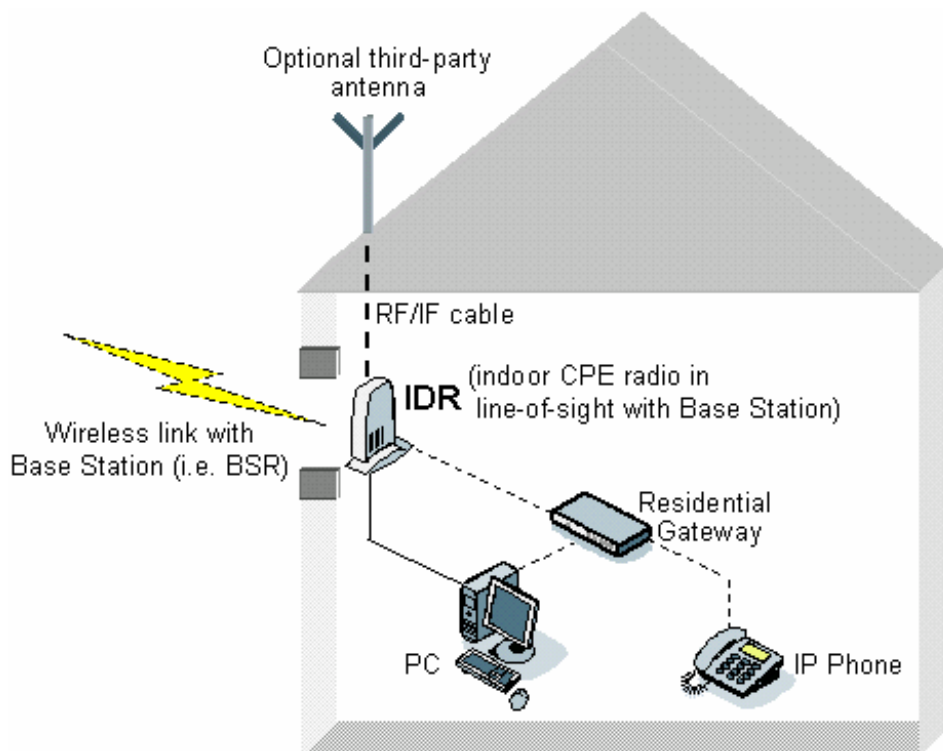 Optional third-party
antenna
RF/IF cable
IDR (indoor CPE radio in
line-of-sight with Base Station)
Wireless link with
Base Station (i.e. BSR)
Residential
Gateway
PC
IP Phone